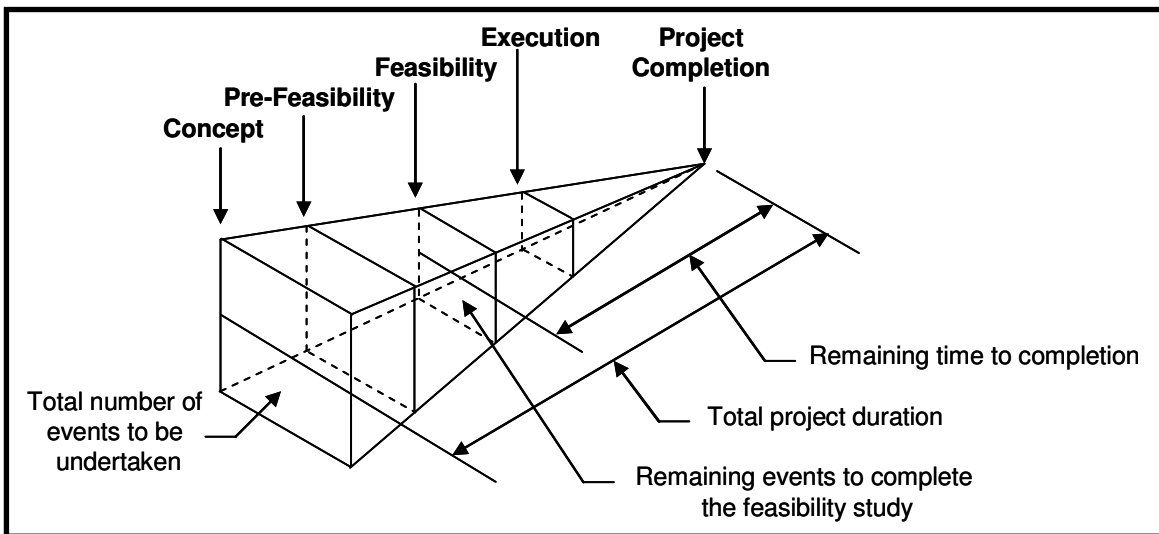 Execution
Project
Completion
Feasibility
Pre-Feasibility
Concept
Remaining time to completion
Total number of
events to be
undertaken
Total project duration
Remaining events to complete
the feasibility study